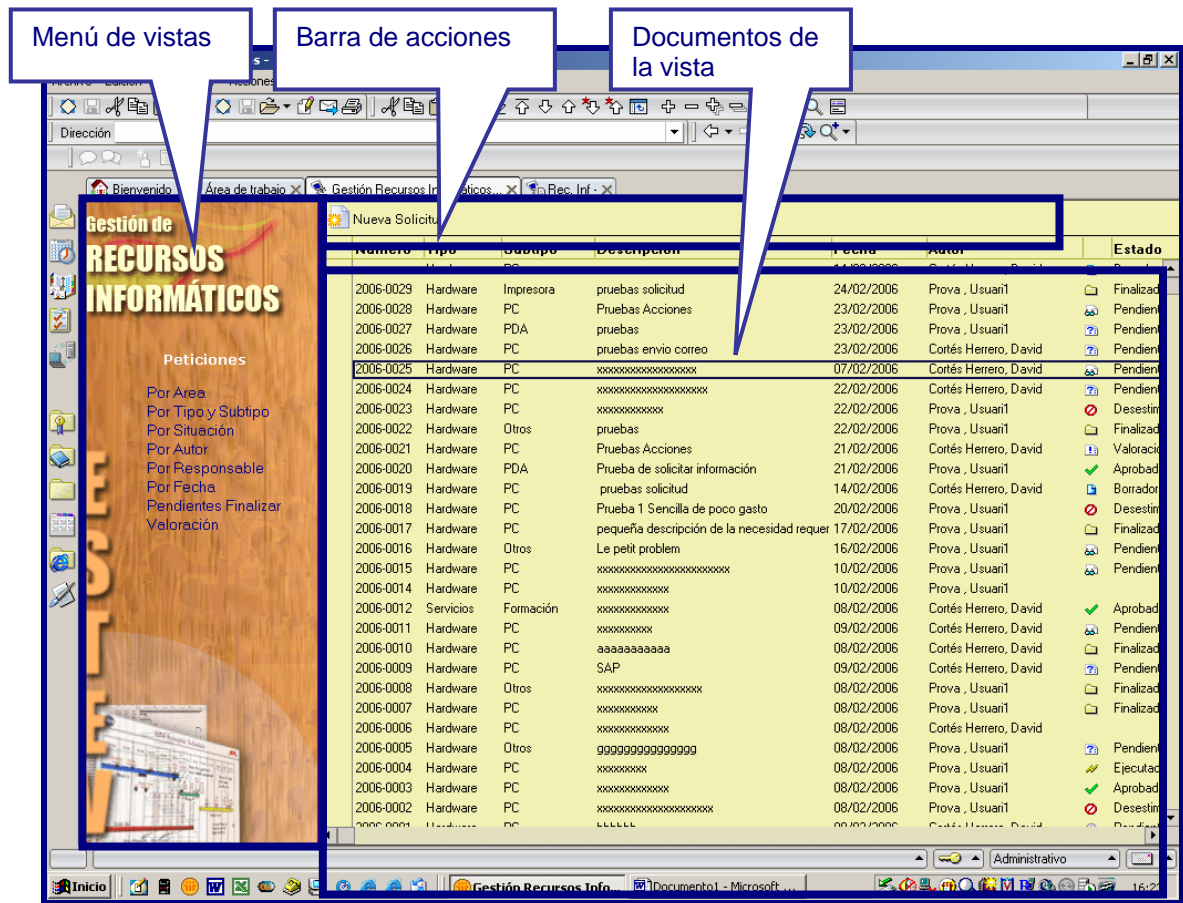 Menú de vistas
Barra de acciones
Documentos de
la vista
Dirección
Bienvenido Área de trabajo Gestión Recursos Rec. Inf -
Gestión de
RECURSOS
INFORMÁTICOS
Peticiones
Por Area
Por Tipo y Subtipo
Por Situación
Por Autor
Por Responsable
Por Fecha
Pendientes Finalizar
Valoración
Nueva
Número Tipo Subtipo Descripción Fecha Autor Estado
2006-0029 Hardware Impresora pruebas solicitud 24/02/2006 Prova , Usuari1 Finalizad
2006-0028 Hardware PC Pruebas Acciones 23/02/2006 Prova , Usuari1 Pendient
2006-0027 Hardware PDA pruebas 23/02/2006 Prova , Usuari1 Pendient
2006-0026 Hardware PC pruebas envio correo 23/02/2006 Cortés Herrero, David Pendient
2006-0025 Hardware PC xxxxxxxxxxxxxxxxxx 07/02/2006 Cortés Herrero, David Pendient
2006-0024 Hardware PC xxxxxxxxxxxxxxxxxxxx 22/02/2006 Cortés Herrero, David Pendient
2006-0023 Hardware PC xxxxxxxxxxxx 22/02/2006 Prova , Usuari1 Desestim
2006-0022 Hardware Otros pruebas 22/02/2006 Prova , Usuari1 Finalizad
2006-0021 Hardware PC Pruebas Acciones 21/02/2006 Cortés Herrero, David Valoracio
2006-0020 Hardware PDA Prueba de solicitar información 21/02/2006 Prova , Usuari1 Aprobad
2006-0019 Hardware PC pruebas solicitud 14/02/2006 Cortés Herrero, David Borrador
2006-0018 Hardware PC Prueba 1 Sencilla de poco gasto 20/02/2006 Prova , Usuari1 Desestim
2006-0017 Hardware PC pequeña descripción de la necesidad requer 17/02/2006 Prova , Usuari1 Finalizad
2006-0016 Hardware Otros Le petit problem 16/02/2006 Prova , Usuari1 Pendient
2006-0015 Hardware PC xxxxxxxxxxxxxxxxxxxxxxxx 10/02/2006 Prova , Usuari1 Pendient
2006-0014 Hardware PC xxxxxxxxxxxxx 10/02/2006 Prova , Usuari1
2006-0012 Servicios Formación xxxxxxxxxxxxx 08/02/2006 Cortés Herrero, David Aprobad
2006-0011 Hardware PC xxxxxxxxxx 09/02/2006 Cortés Herrero, David Pendient
2006-0010 Hardware PC aaaaaaaaaaa 08/02/2006 Cortés Herrero, David Finalizad
2006-0009 Hardware PC SAP 09/02/2006 Cortés Herrero, David Pendient
2006-0008 Hardware Otros xxxxxxxxxxxxxxxxxxx 08/02/2006 Prova , Usuari1 Finalizad
2006-0007 Hardware PC xxxxxxxxxxx 08/02/2006 Prova , Usuari1 Finalizad
2006-0006 Hardware PC xxxxxxxxxxxxx 08/02/2006 Cortés Herrero, David
2006-0005 Hardware Otros ggggggggggggggg 08/02/2006 Prova , Usuari1 Pendient
2006-0004 Hardware PC xxxxxxxxx 08/02/2006 Prova , Usuari1 Ejecutad
2006-0003 Hardware PC xxxxxxxxxxxxx 08/02/2006 Prova , Usuari1 Aprobad
2006-0002 Hardware PC xxxxxxxxxxxxxxxxxxxxx 08/02/2006 Prova , Usuari1 Desestim
Administrativo
Inicio Gestión Recursos Info... Documento1 - Microsoft ...